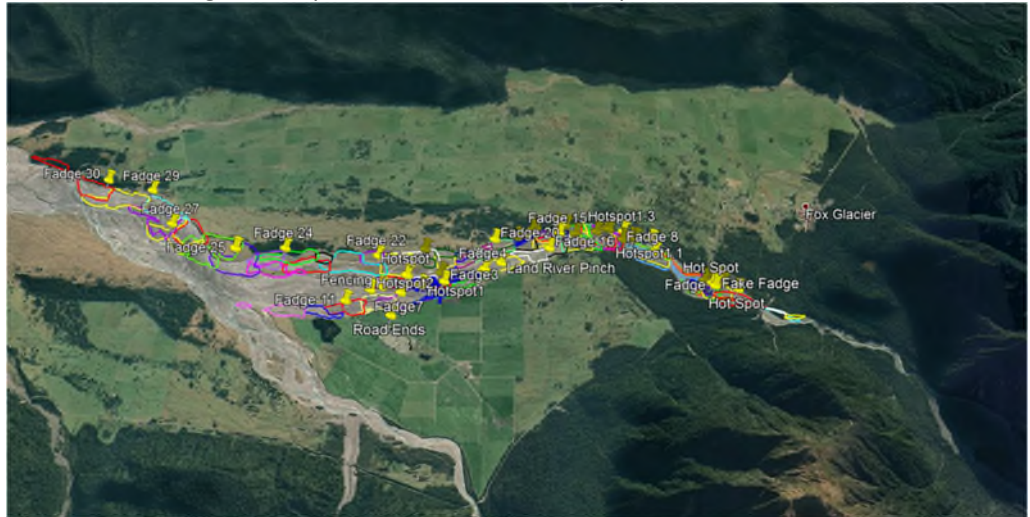 Fadge 30
Fadge 29
Fadge 27
Fadge 25
Fadge 24
Fadge 22
Hotspot
Fadge 20
Fadge 15
Hotspot1 3
Fox Glacier
Fadge4
Fadge 16
Fadge 8
Hotspot1 1
Land River Pinch
Fencing
Hotspot2
Fadge3
Hotspot1
Hot Spot
Fadge
Fake Fadge
Hot Spot
Fadge 11
Fadge7
Road Ends